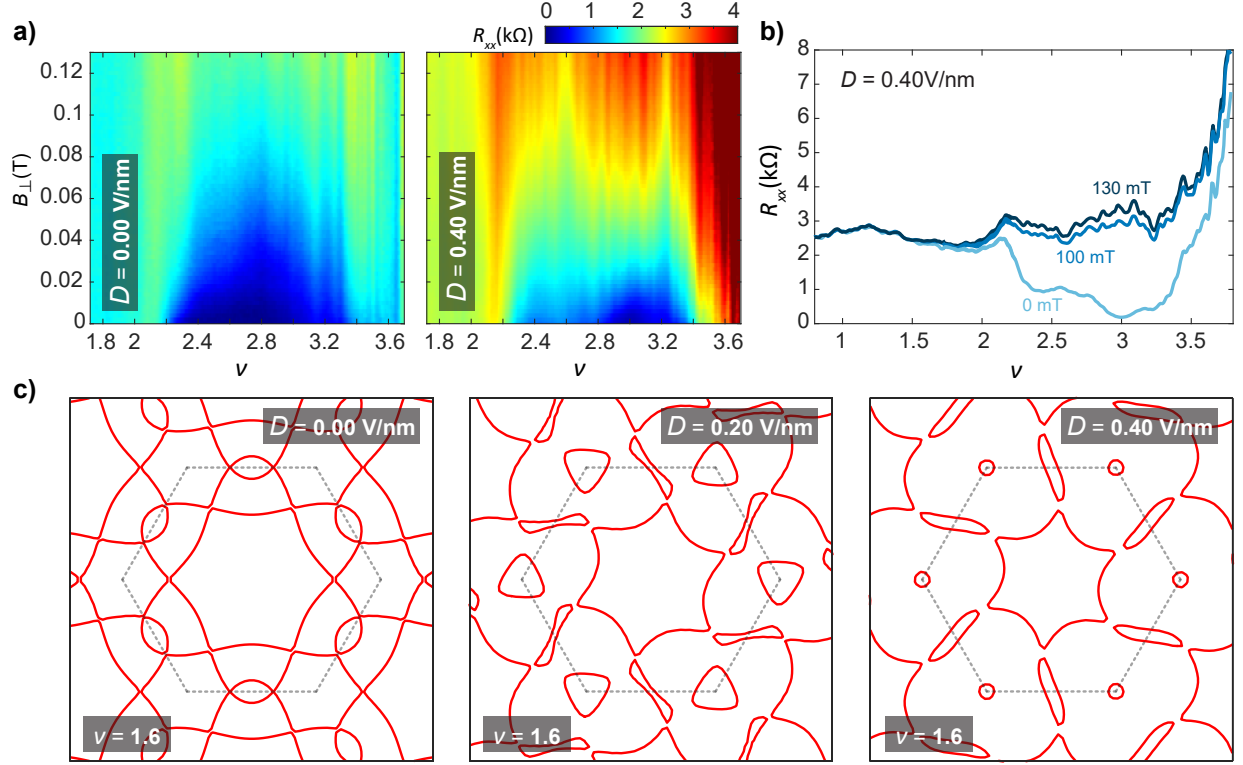 a)
R_xx(kΩ)
0 1 2 3 4
b)
B⊥(T)
0.12
0.1
0.08
0.06
0.04
0.02
0
D = 0.00 V/nm
1.8 2 2.4 2.8 3.2 3.6
ν
D = 0.40 V/nm
1.8 2 2.4 2.8 3.2 3.6
ν
D = 0.40V/nm
R_xx(kΩ)
8
7
6
5
4
3
2
1
0
130 mT
100 mT
0 mT
1 1.5 2 2.5 3 3.5
ν
c)
D = 0.00 V/nm
ν = 1.6
D = 0.20 V/nm
ν = 1.6
D = 0.40 V/nm
ν = 1.6